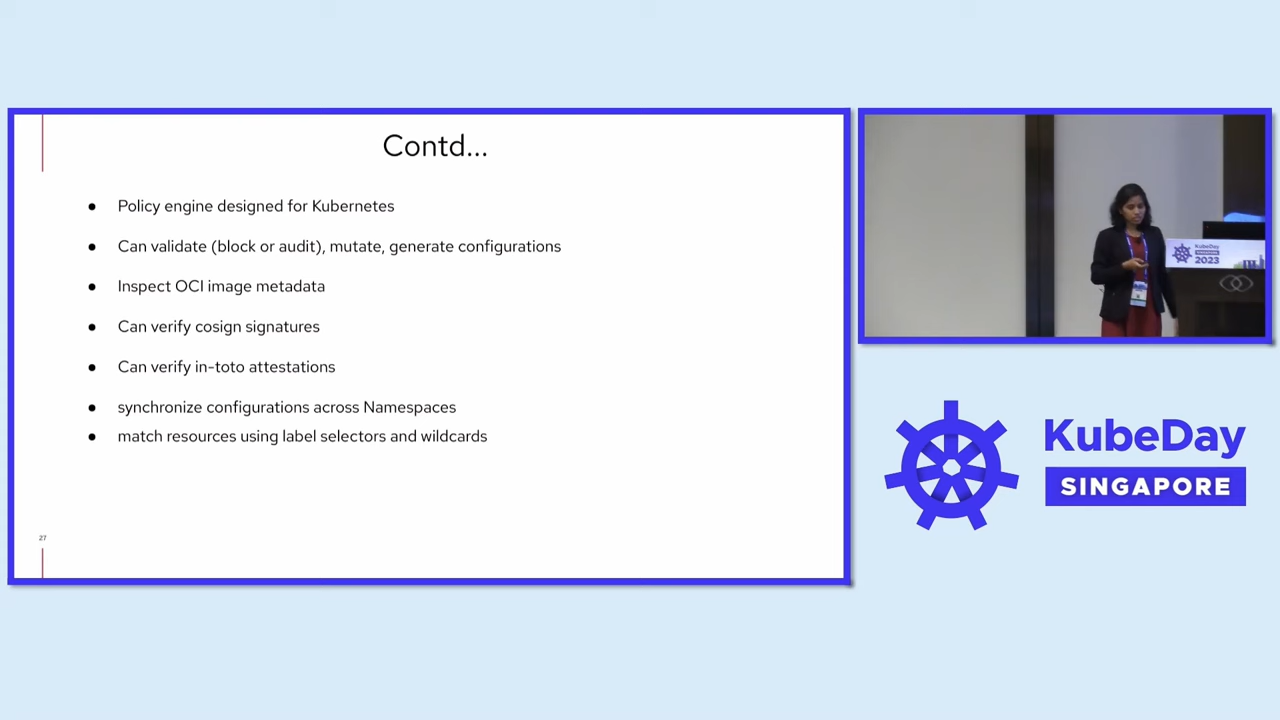 Contd...
● Policy engine designed for Kubernetes
● Can validate (block or audit), mutate, generate configurations
● Inspect OCI image metadata
● Can verify cosign signatures
● Can verify in-toto attestations
● synchronize configurations across Namespaces
● match resources using label selectors and wildcards
27
KubeDay
2023
KubeDay
SINGAPORE